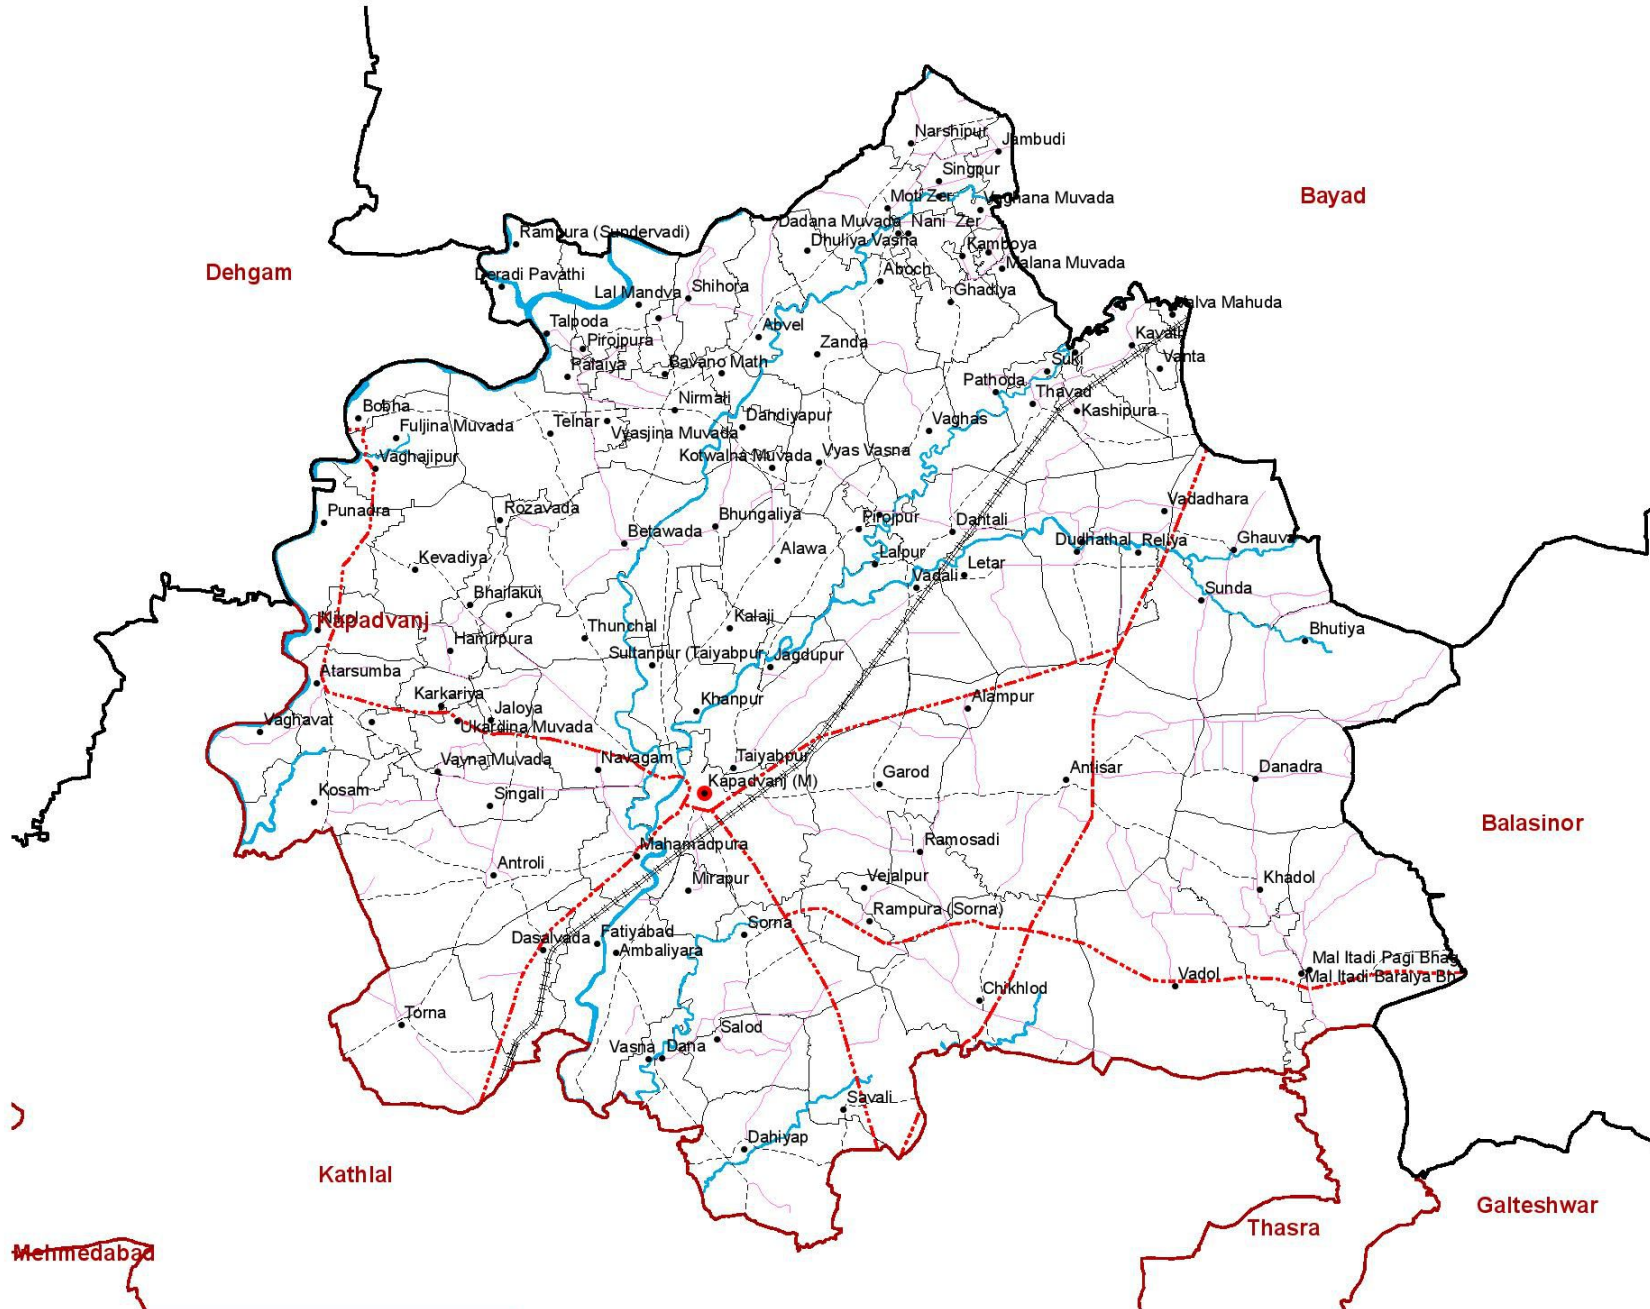 Narshipur
Jambudi
Singpur
Bayad
Moti Zer
Vaghana Muvada
Dadana Muvada
Nani Zer
Rampura (Sundervadi)
Dhuliya Vasna
Kamboya
Malana Muvada
Dehgam
Deradi Pavathi
Aboch
Lal Mandva
Shihora
Ghadiya
Valva Mahuda
Talpoda
Abvel
Pirojpura
Zanda
Kavath
Vanta
Palaiya
Bavano Math
Suki
Pathoda
Thavad
Nirmali
Kashipura
Bobha
Dandiyapur
Fuljina Muvada
Telnar
Vyasjina Muvada
Vaghas
Vaghajipur
Kotwalna Muvada
Vyas Vasna
Vadadhara
Punadra
Rozavada
Betawada
Bhungaliya
Pirojpur
Dantali
Dudhathal
Reliya
Ghauva
Kevadiya
Alawa
Lalpur
Letar
Vadali
Sunda
Bhailakui
Kapadvanj
Kalaji
Hamirpura
Thunchal
Bhutiya
Sultanpur (Taiyabpur
Jagdupur
Atarsumba
Karkariya
Jaloya
Khanpur
Alampur
Vaghavat
Ukardina Muvada
Vayna Muvada
Navagam
Taiyabpur
Kapadvanj (M)
Garod
Antisar
Danadra
Kosam
Singali
Balasinor
Mahamadpura
Ramosadi
Antroli
Mirapur
Vejalpur
Khadol
Rampura (Sorna)
Sorna
Dasalvada
Fatiyabad
Ambaliyara
Mal Itadi Pagi Bhag
Vadol
Mal Itadi Baraiya Bh
Chikhlod
Torna
Salod
Vasna
Dana
Savali
Dahiyap
Kathlal
Galteshwar
Thasra
Mehmedabad